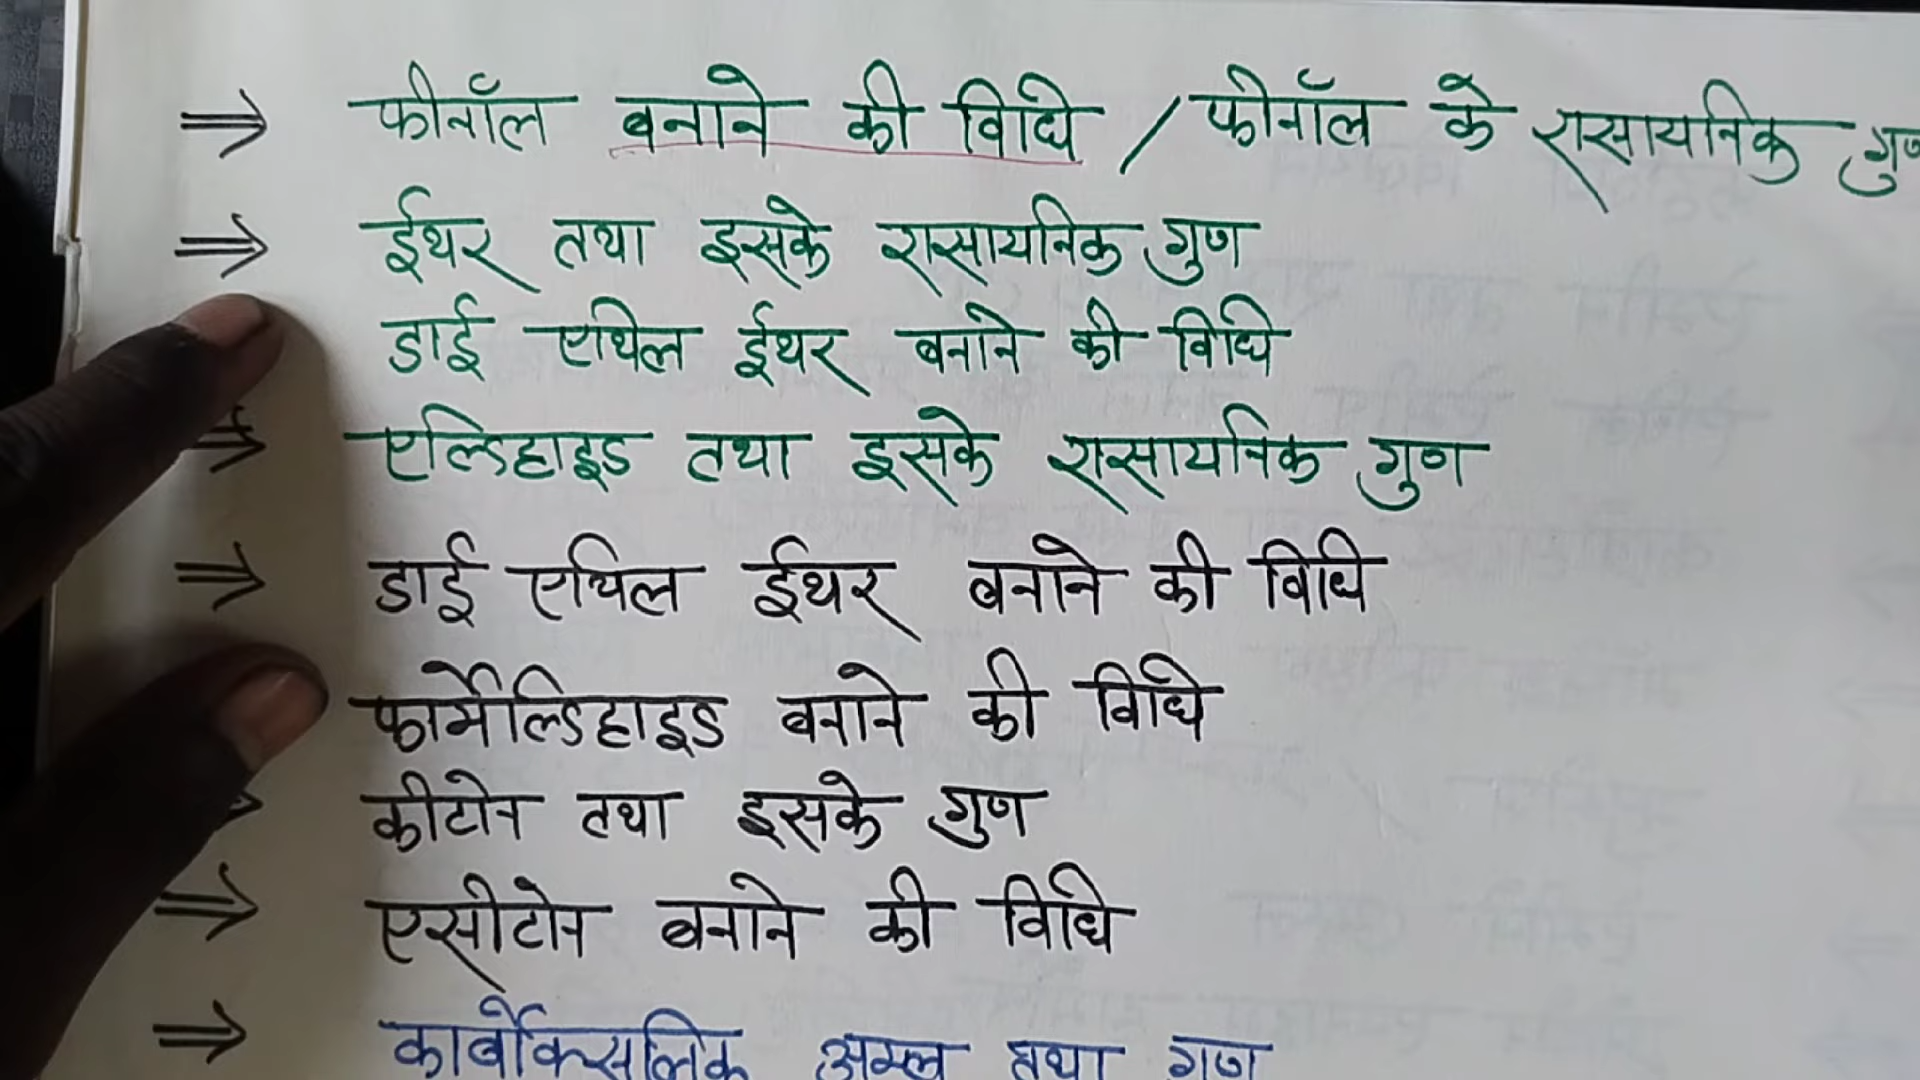 ⇒ फीनॉल बनाने की विधि / फीनॉल के रासायनिक गुण
⇒ ईथर तथा इसके रासायनिक गुण
डाई एथिल ईथर बनाने की विधि
⇒ एल्डिहाइड तथा इसके रासायनिक गुण
⇒ डाई एथिल ईथर बनाने की विधि
फार्मेल्डिहाइड बनाने की विधि
⇒ कीटोन तथा इसके गुण
⇒ एसीटोन बनाने की विधि
⇒ कार्बोक्सिलिक अम्ल तथा गुण